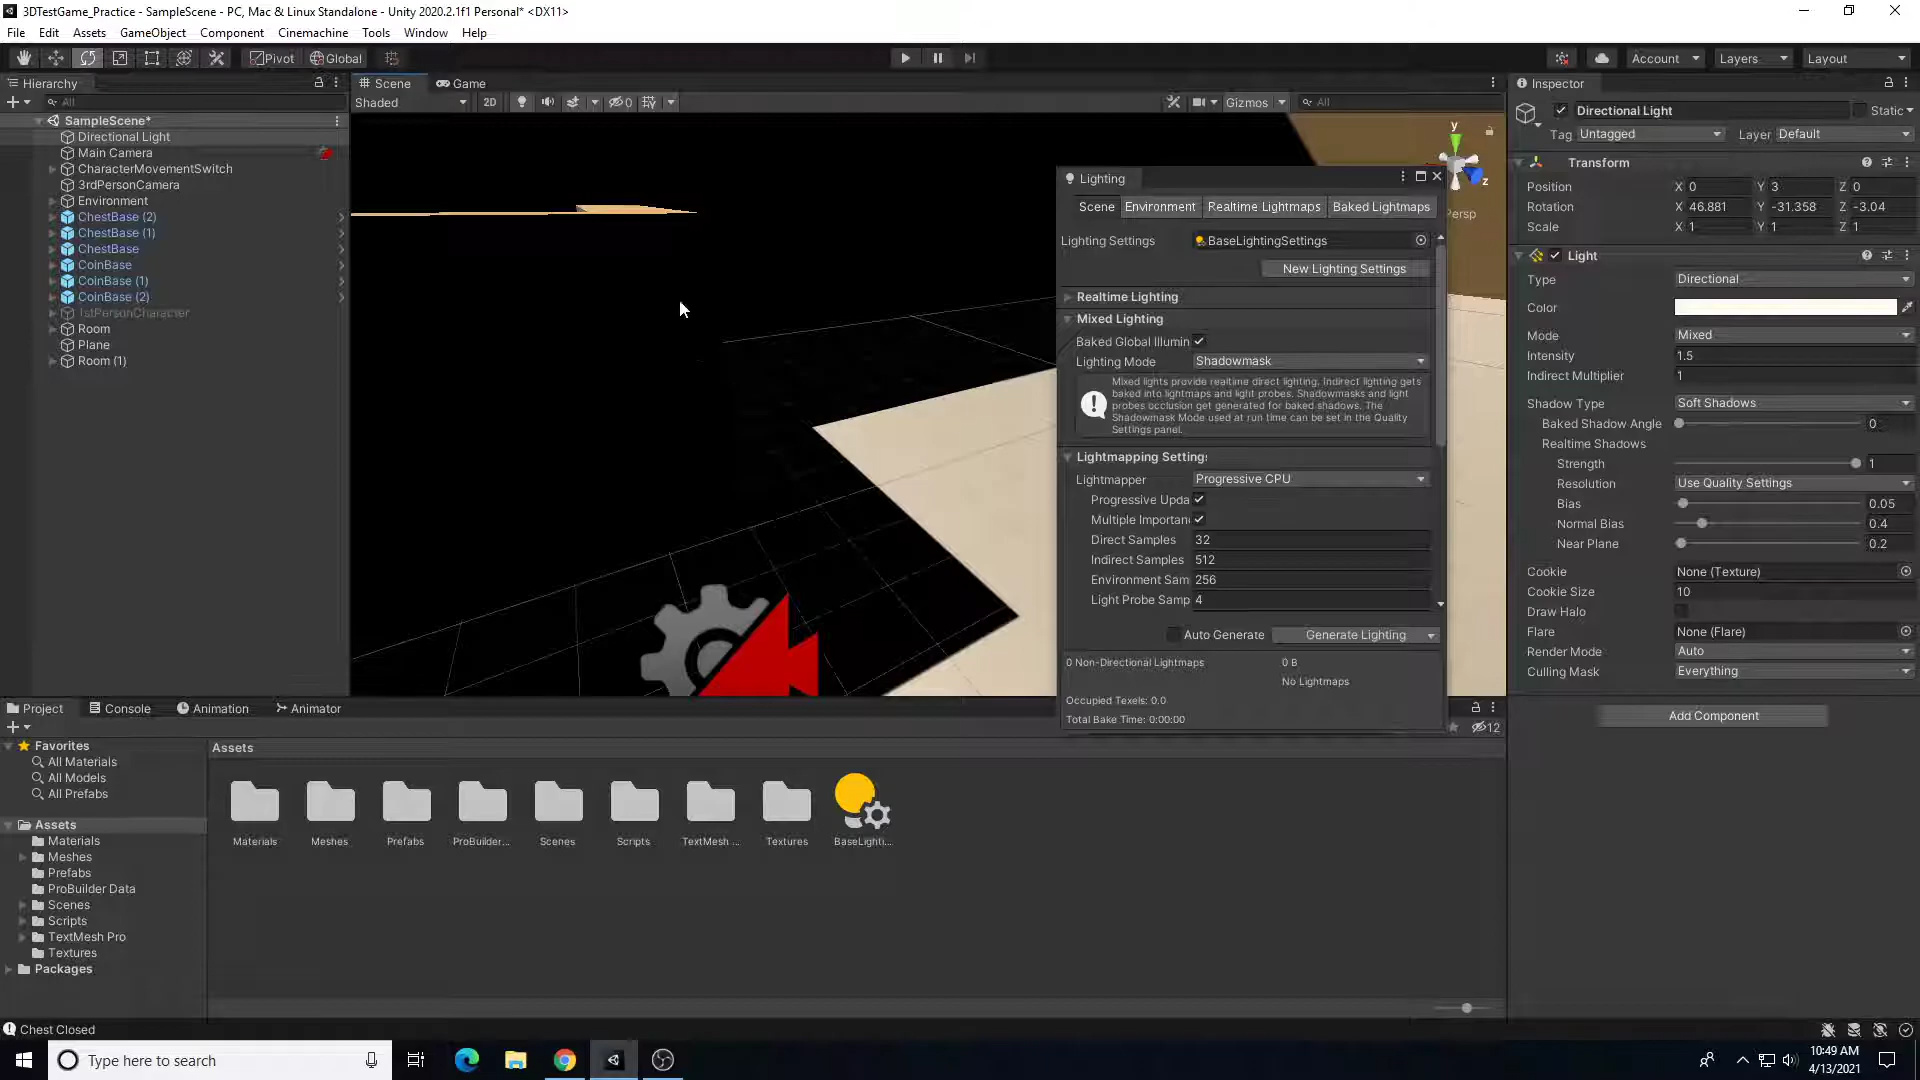 3DTestGame_Practice - SampleScene - PC, Mac & Linux Standalone - Unity 2020.2.1f1 Personal* <DX11>
File Edit Assets GameObject Component Cinemachine Tools Window Help
Pivot Global Account Layers Layout
Hierarchy
All
SampleScene*
Directional Light
Main Camera
CharacterMovementSwitch
3rdPersonCamera
Environment
ChestBase (2)
ChestBase (1)
ChestBase
CoinBase
CoinBase (1)
CoinBase (2)
1stPersonCharacter
Room
Plane
Room (1)
Scene Game
Shaded 2D 0 Gizmos All
y
z
Persp
Lighting
Scene Environment Realtime Lightmaps Baked Lightmaps
Lighting Settings BaseLightingSettings
New Lighting Settings
Realtime Lighting
Mixed Lighting
Baked Global Illumin
Lighting Mode Shadowmask
Mixed lights provide realtime direct lighting. Indirect lighting gets
baked into lightmaps and light probes. Shadowmasks and light
probes occlusion get generated for baked shadows. The
Shadowmask Mode used at run time can be set in the Quality
Settings panel.
Lightmapping Settings
Lightmapper Progressive CPU
Progressive Upda
Multiple Importan
Direct Samples 32
Indirect Samples 512
Environment Sam 256
Light Probe Samp 4
Auto Generate Generate Lighting
0 Non-Directional Lightmaps 0 B
No Lightmaps
Occupied Texels: 0.0
Total Bake Time: 0:00:00
Inspector
Directional Light Static
Tag Untagged Layer Default
Transform
Position X 0 Y 3 Z 0
Rotation X 46.881 Y -31.358 Z -3.04
Scale X 1 Y 1 Z 1
Light
Type Directional
Color
Mode Mixed
Intensity 1.5
Indirect Multiplier 1
Shadow Type Soft Shadows
Baked Shadow Angle 0
Realtime Shadows
Strength 1
Resolution Use Quality Settings
Bias 0.05
Normal Bias 0.4
Near Plane 0.2
Cookie None (Texture)
Cookie Size 10
Draw Halo
Flare None (Flare)
Render Mode Auto
Culling Mask Everything
Add Component
Project Console Animation Animator
12
Favorites
All Materials
All Models
All Prefabs
Assets
Materials
Meshes
Prefabs
ProBuilder Data
Scenes
Scripts
TextMesh Pro
Textures
Packages
Assets
Materials Meshes Prefabs ProBuilder... Scenes Scripts TextMesh ... Textures BaseLighti...
Chest Closed
Type here to search
10:49 AM
4/13/2021